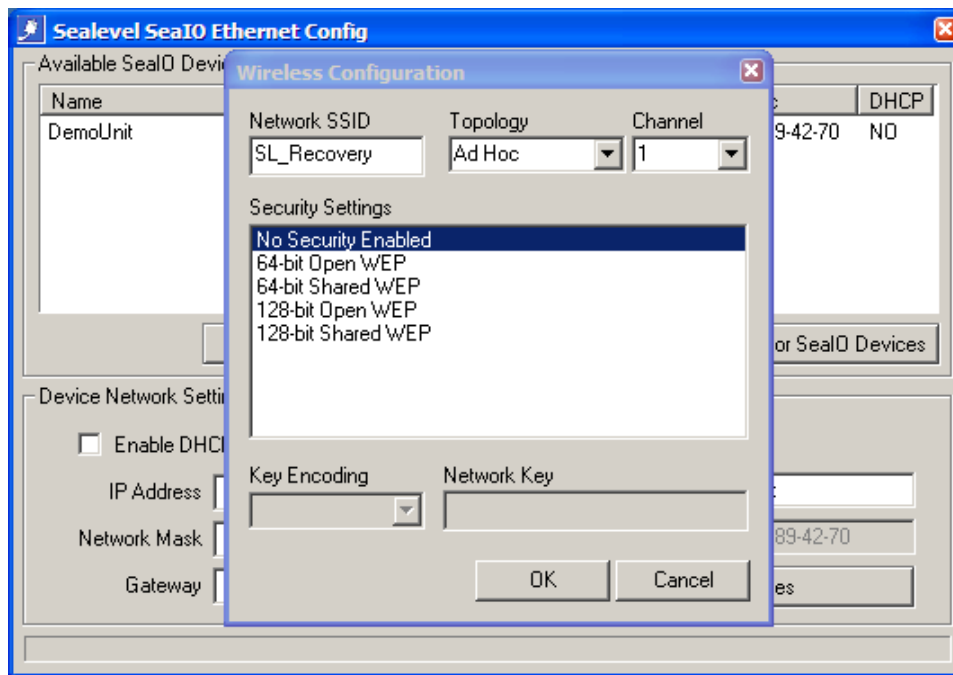 Sealevel SeaIO Ethernet Config
Available SeaIO Devi
Name
DHCP
DemoUnit
9-42-70
NO
Wireless Configuration
Network SSID
Topology
Channel
SL_Recovery
Ad Hoc
1
Security Settings
No Security Enabled
64-bit Open WEP
64-bit Shared WEP
128-bit Open WEP
128-bit Shared WEP
or SeaIO Devices
Device Network Setti
Enable DHC
Key Encoding
Network Key
IP Address
Network Mask
89-42-70
Gateway
OK
Cancel
es